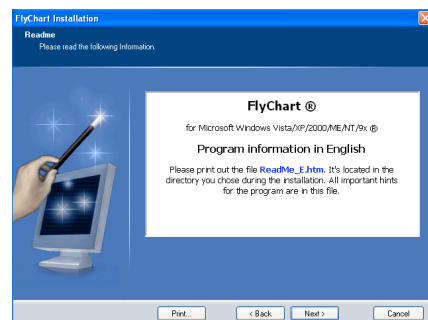 FlyChart Installation
Readme
Please read the following Information.
FlyChart ®
for Microsoft Windows Vista/XP/2000/ME/NT/9x ®
Program information in English
Please print out the file ReadMe_E.htm. It's located in the
directory you chose during the installation. All important hints
for the program are in this file.
Print... < Back Next > Cancel